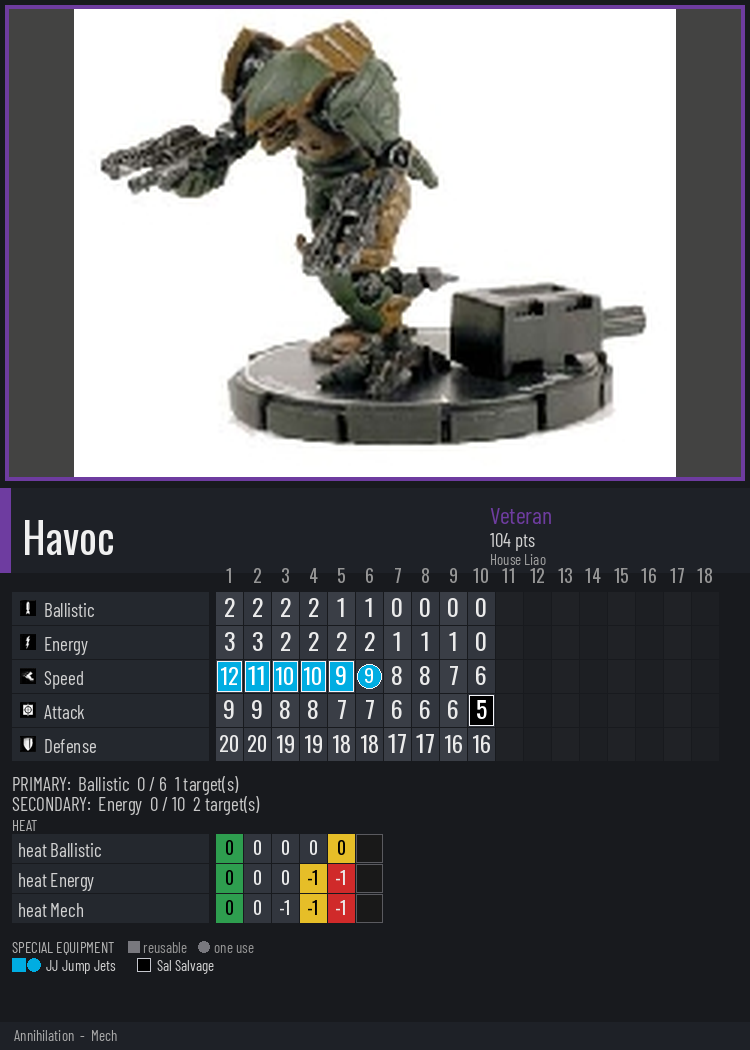 Havoc
Veteran
104 pts
House Liao
1 2 3 4 5 6 7 8 9 10 11 12 13 14 15 16 17 18
Ballistic 2 2 2 2 1 1 0 0 0 0
Energy 3 3 2 2 2 2 1 1 1 0
Speed 12 11 10 10 9 9 8 8 7 6
Attack 9 9 8 8 7 7 6 6 6 5
Defense 20 20 19 19 18 18 17 17 16 16
PRIMARY: Ballistic 0 / 6 1 target(s)
SECONDARY: Energy 0 / 10 2 target(s)
HEAT
heat Ballistic 0 0 0 0 0
heat Energy 0 0 0 -1 -1
heat Mech 0 0 -1 -1 -1
SPECIAL EQUIPMENT reusable one use
JJ Jump Jets Sal Salvage
Annihilation - Mech